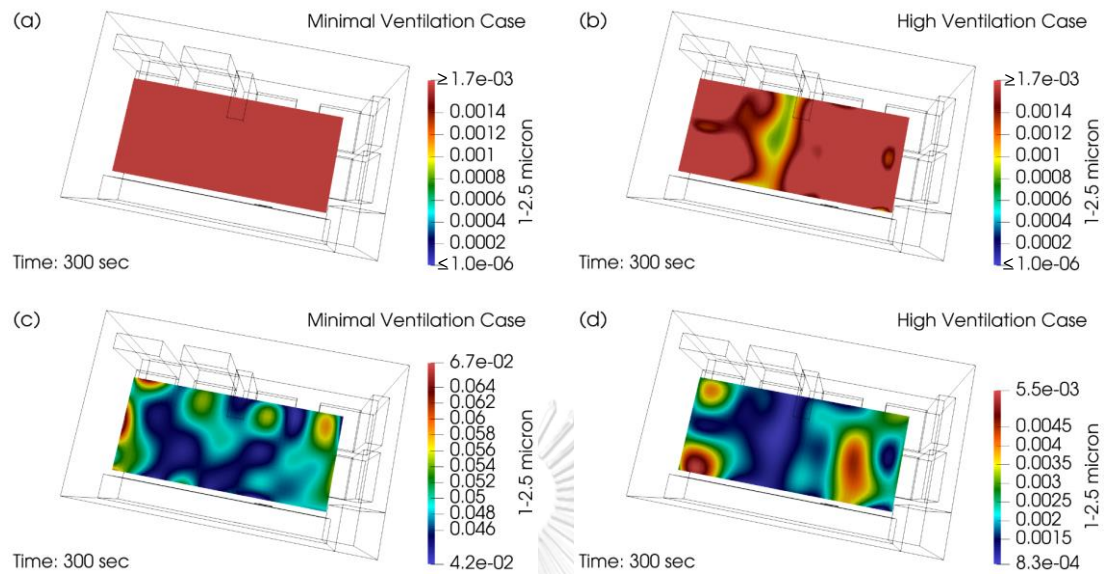 (a)
Minimal Ventilation Case
≥ 1.7e-03
0.0014
0.0012
0.001
0.0008
0.0006
0.0004
0.0002
≤ 1.0e-06
1-2.5 micron
Time: 300 sec
(b)
High Ventilation Case
≥1.7e-03
0.0014
0.0012
0.001
0.0008
0.0006
0.0004
0.0002
≤1.0e-06
1-2.5 micron
Time: 300 sec
(c)
Minimal Ventilation Case
6.7e-02
0.064
0.062
0.06
0.058
0.056
0.054
0.052
0.05
0.048
0.046
4.2e-02
1-2.5 micron
Time: 300 sec
(d)
High Ventilation Case
5.5e-03
0.0045
0.004
0.0035
0.003
0.0025
0.002
0.0015
8.3e-04
1-2.5 micron
Time: 300 sec